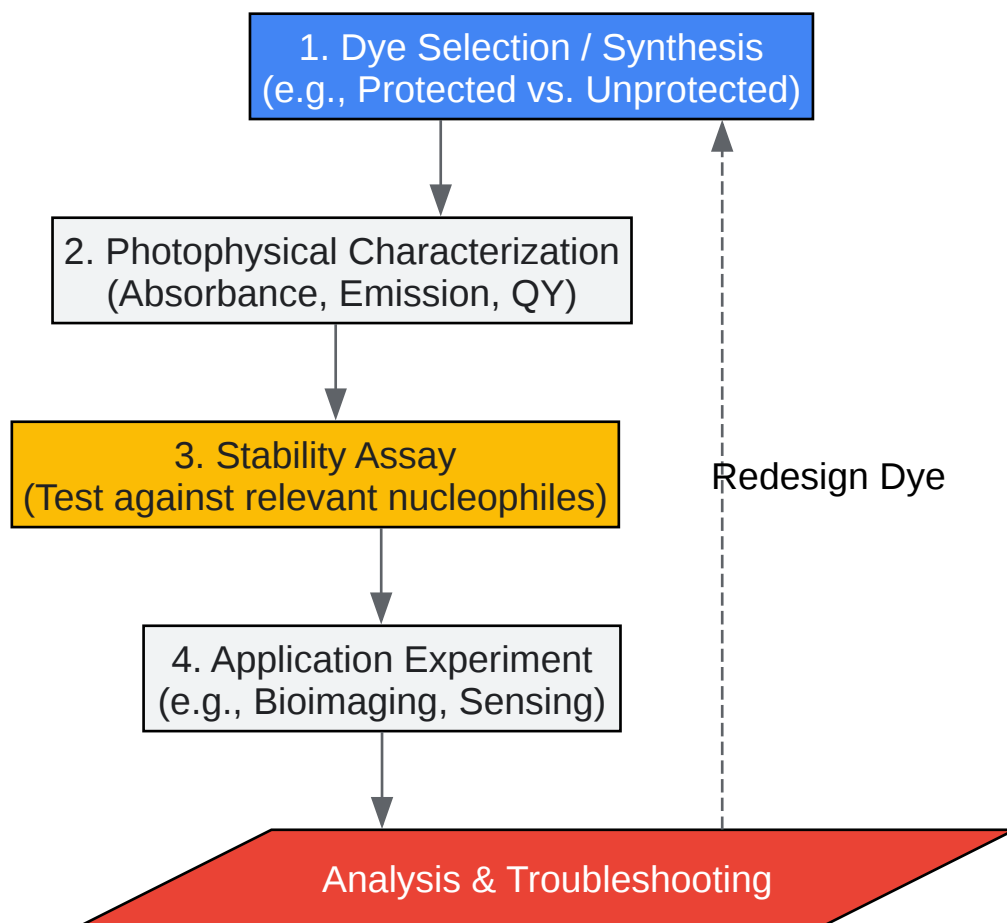 1. Dye Selection / Synthesis
(e.g., Protected vs. Unprotected)
2. Photophysical Characterization
(Absorbance, Emission, QY)
3. Stability Assay
(Test against relevant nucleophiles)
Redesign Dye
4. Application Experiment
(e.g., Bioimaging, Sensing)
Analysis & Troubleshooting